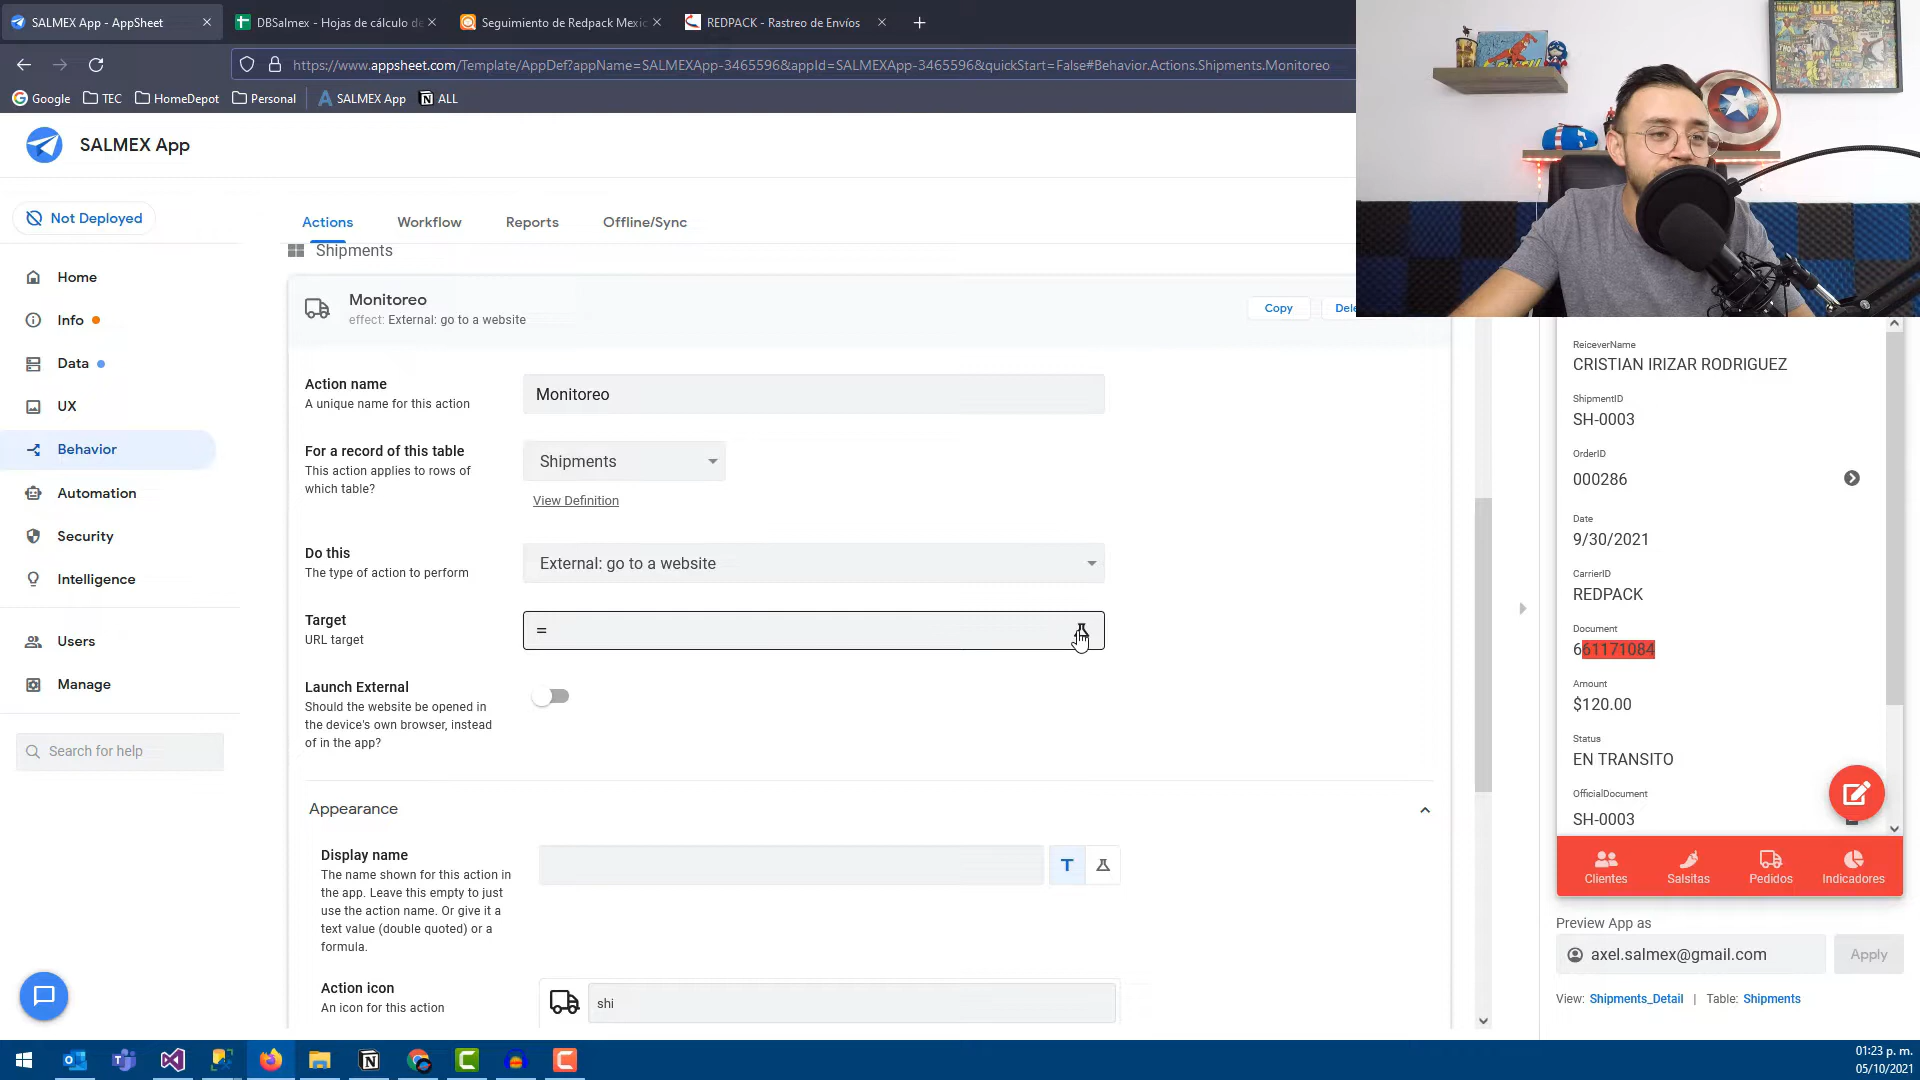 SALMEX App - AppSheet
DBSalmex - Hojas de cálculo de
Seguimiento de Redpack Mexic
REDPACK - Rastreo de Envíos
https://www.appsheet.com/Template/AppDef?appName=SALMEXApp-3465596&appId=SALMEXApp-3465596&quickStart=False#Behavior.Actions.Shipments.Monitoreo
Google
TEC
HomeDepot
Personal
SALMEX App
ALL
SALMEX App
Not Deployed
Home
Info
Data
UX
Behavior
Automation
Security
Intelligence
Users
Manage
Search for help
Actions
Workflow
Reports
Offline/Sync
Shipments
Monitoreo
effect: External: go to a website
Copy
Dele
Action name
A unique name for this action
Monitoreo
For a record of this table
This action applies to rows of
which table?
Shipments
View Definition
Do this
The type of action to perform
External: go to a website
Target
URL target
=
Launch External
Should the website be opened in
the device's own browser, instead
of in the app?
Appearance
Display name
The name shown for this action in
the app. Leave this empty to just
use the action name. Or give it a
text value (double quoted) or a
formula.
T
Action icon
An icon for this action
shi
ReiceverName
CRISTIAN IRIZAR RODRIGUEZ
ShipmentID
SH-0003
OrderID
000286
Date
9/30/2021
CarrierID
REDPACK
Document
661171084
Amount
$120.00
Status
EN TRANSITO
OfficialDocument
SH-0003
Clientes
Salsitas
Pedidos
Indicadores
Preview App as
axel.salmex@gmail.com
Apply
View: Shipments_Detail | Table: Shipments
01:23 p. m.
05/10/2021